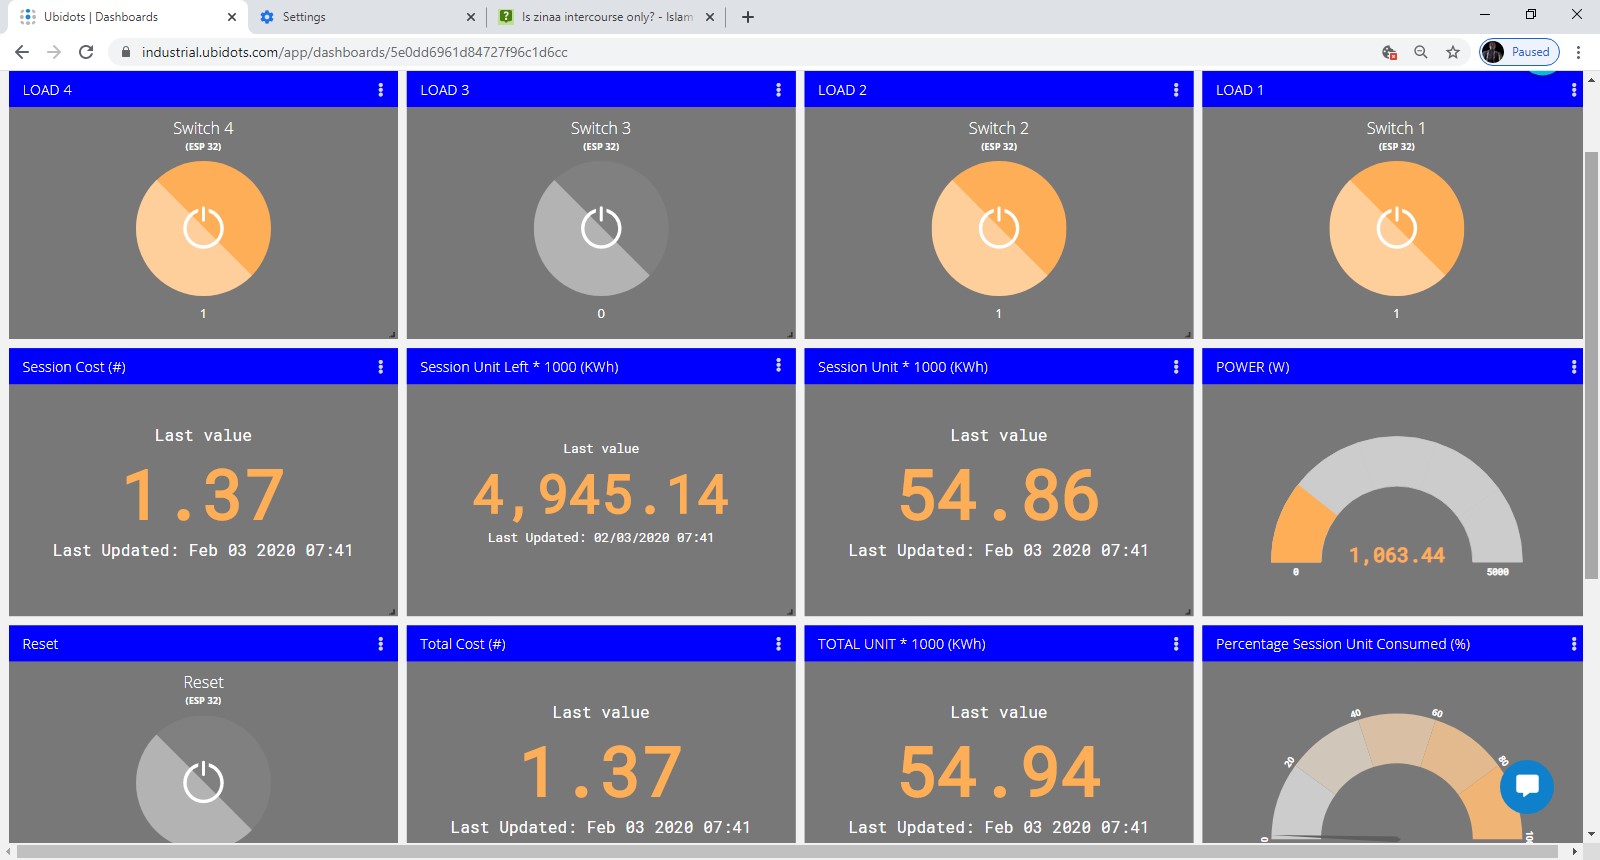 Ubidots | Dashboards
Settings
Is zinaa intercourse only? - Islam
industrial.ubidots.com/app/dashboards/5e0dd6961d84727f96c1d6cc
Paused
LOAD 4
LOAD 3
LOAD 2
LOAD 1
Switch 4
(ESP 32)
1
Switch 3
(ESP 32)
0
Switch 2
(ESP 32)
1
Switch 1
(ESP 32)
1
Session Cost (#)
Session Unit Left * 1000 (KWh)
Session Unit * 1000 (KWh)
POWER (W)
Last value
1.37
Last Updated: Feb 03 2020 07:41
Last value
4,945.14
Last Updated: 02/03/2020 07:41
Last value
54.86
Last Updated: Feb 03 2020 07:41
1,063.44
0
5000
Reset
Total Cost (#)
TOTAL UNIT * 1000 (KWh)
Percentage Session Unit Consumed (%)
Reset
(ESP 32)
Last value
1.37
Last Updated: Feb 03 2020 07:41
Last value
54.94
Last Updated: Feb 03 2020 07:41
0
20
40
60
80